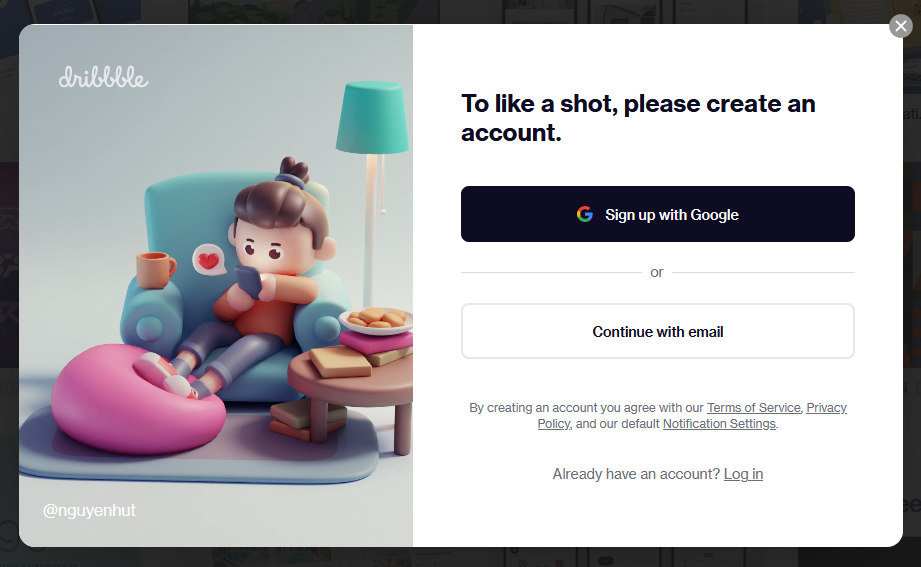 dribbble
To like a shot, please create an
account.
Sign up with Google
or
Continue with email
By creating an account you agree with our Terms of Service, Privacy
Policy, and our default Notification Settings.
Already have an account? Log in
@nguyenhut